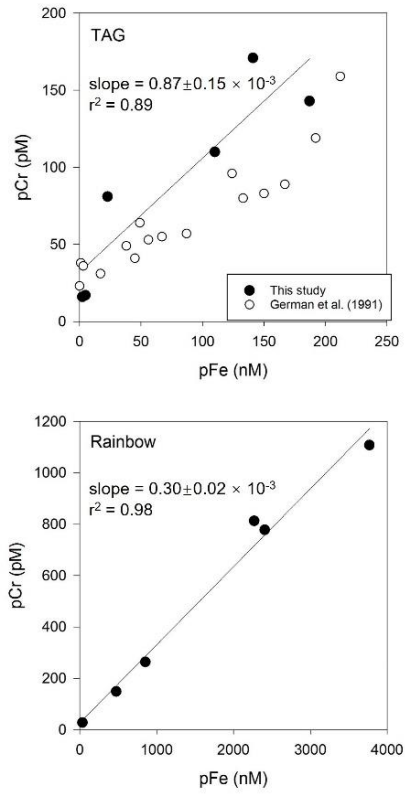 200
TAG
slope = 0.87±0.15 × 10⁻³
r² = 0.89
150
100
50
0
pCr (pM)
This study
German et al. (1991)
0 50 100 150 200 250
pFe (nM)
1200
Rainbow
1000
slope = 0.30±0.02 × 10⁻³
r² = 0.98
800
600
400
200
0
pCr (pM)
0 1000 2000 3000 4000
pFe (nM)